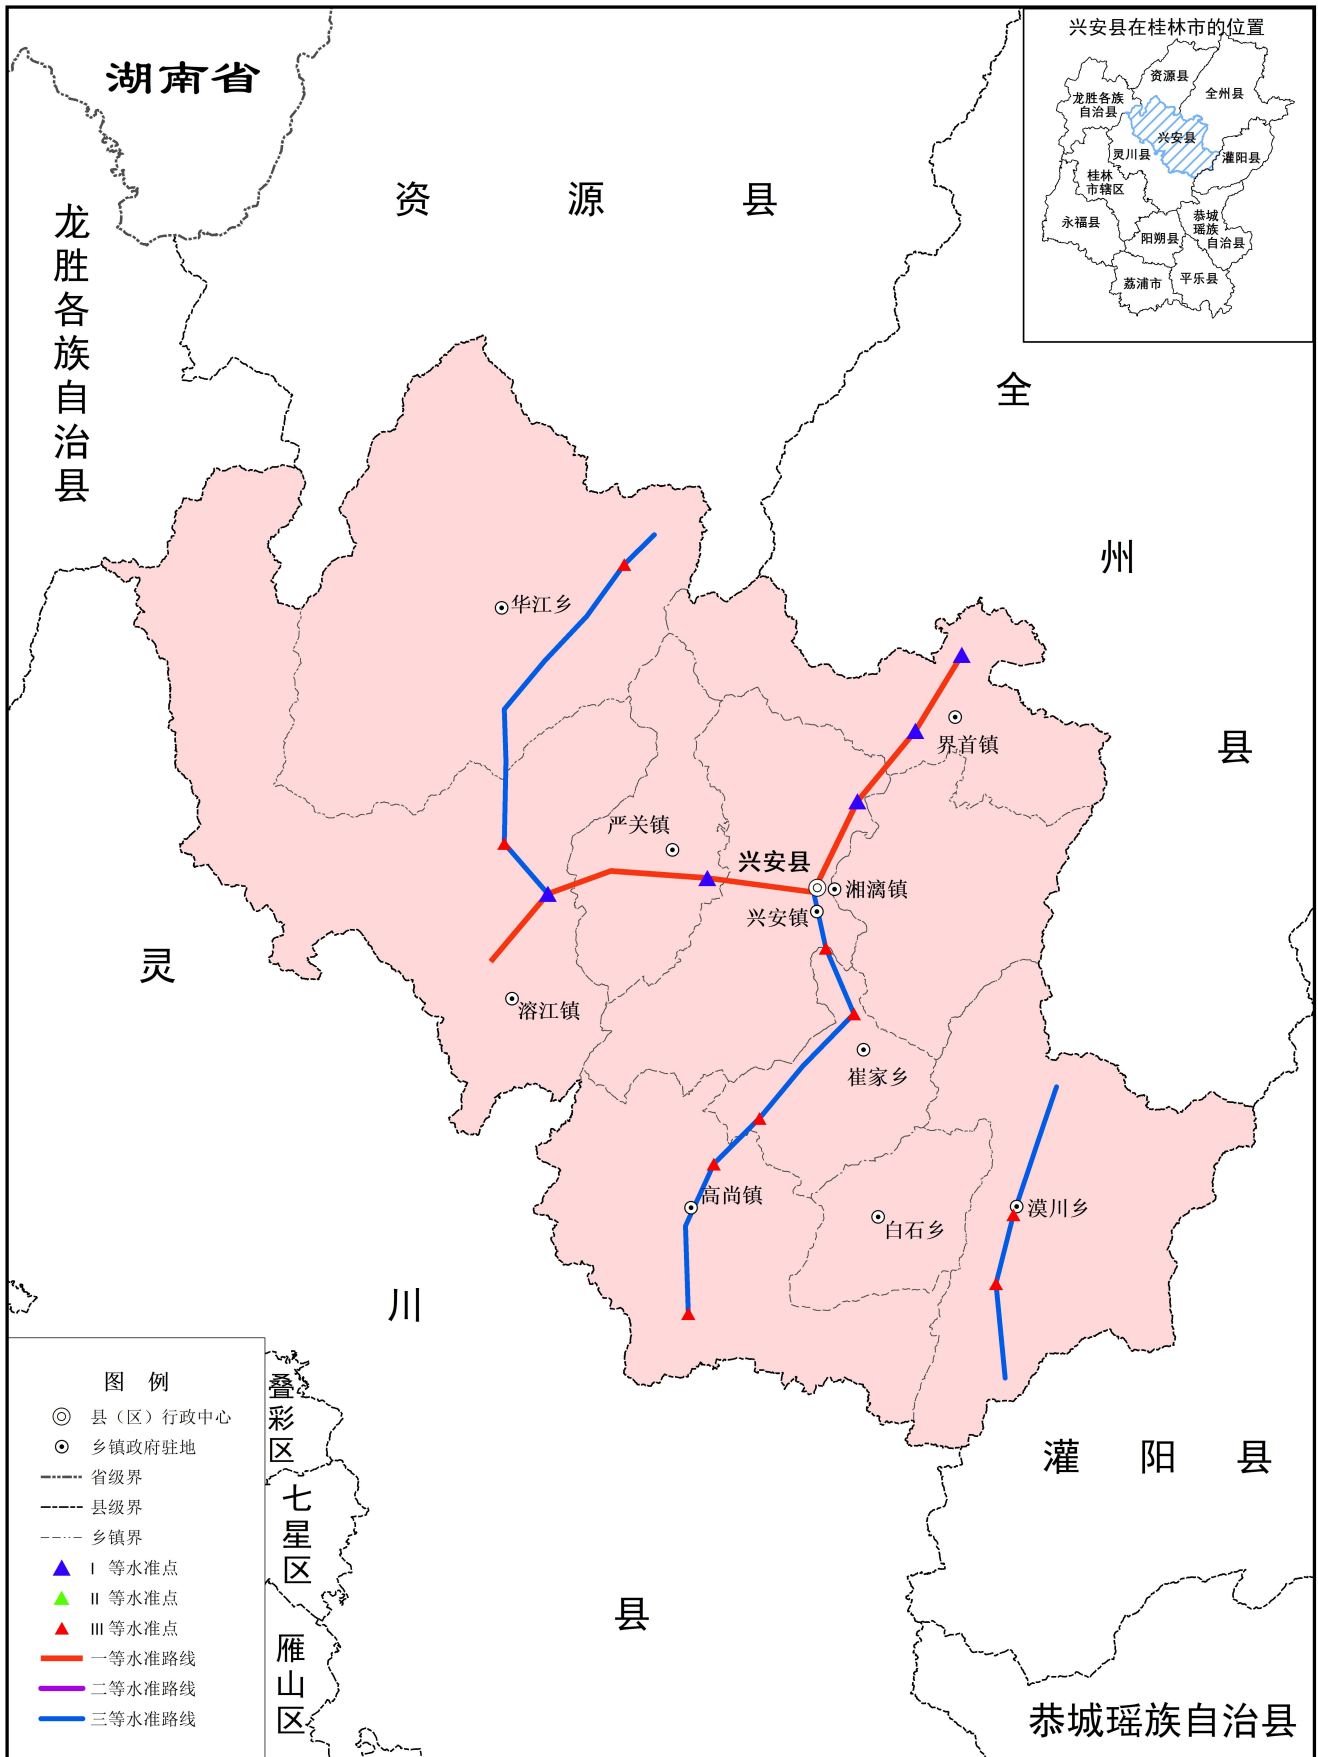 湖南省
龙胜各族自治县
资源县
全州县
灵川县
灌阳县
恭城瑶族自治县
叠彩区
七星区
雁山区
兴安县在桂林市的位置
资源县
全州县
龙胜各族
自治县
兴安县
灵川县
灌阳县
桂林
市辖区
永福县
恭城
瑶族
自治县
阳朔县
荔浦市
平乐县
华江乡
界首镇
严关镇
兴安县
湘漓镇
兴安镇
溶江镇
崔家乡
高尚镇
白石乡
漠川乡
图 例
县（区）行政中心
乡镇政府驻地
省级界
县级界
乡镇界
I 等水准点
II 等水准点
III 等水准点
一等水准路线
二等水准路线
三等水准路线